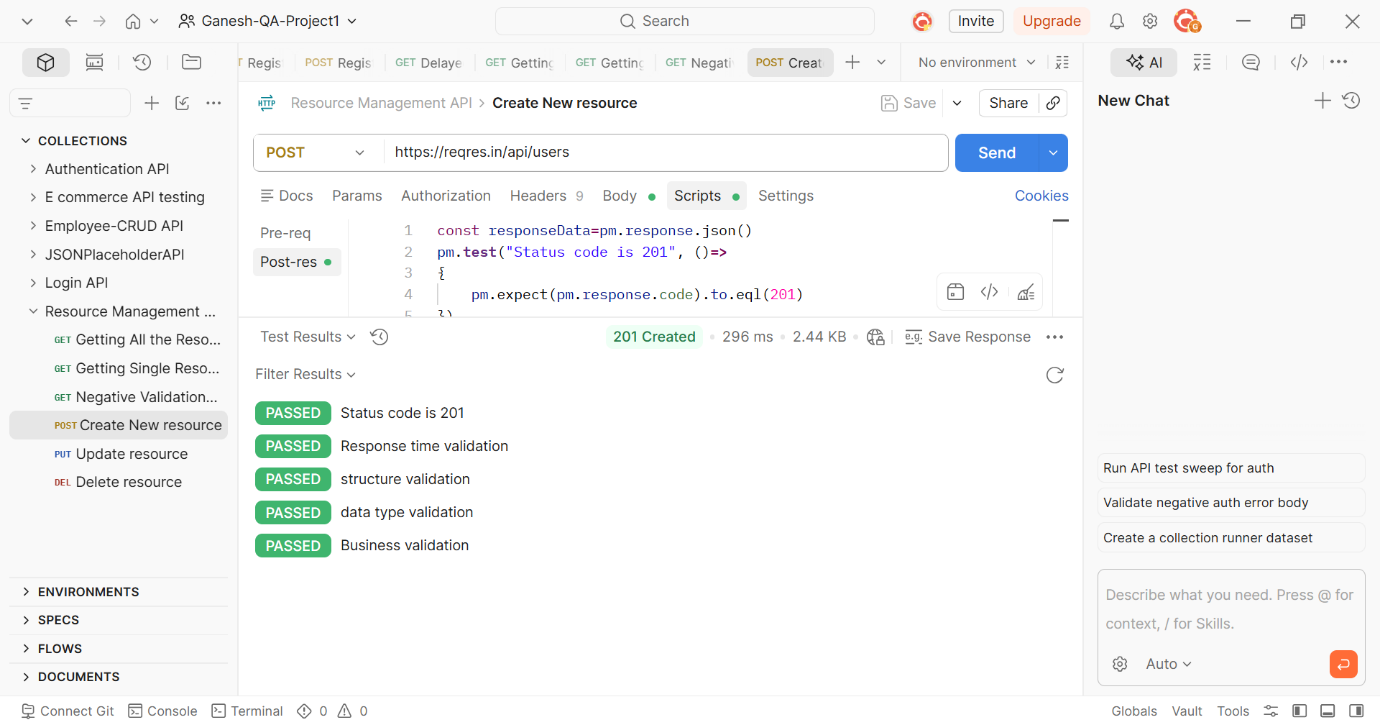 Ganesh-QA-Project1
Search
Invite
Upgrade
G
Regis
POST Regis
GET Delaye
GET Getting
GET Getting
GET Negati
POST Creat
No environment
AI
HTTP
Resource Management API > Create New resource
Save
Share
New Chat
COLLECTIONS
Authentication API
E commerce API testing
Employee-CRUD API
JSONPlaceholderAPI
Login API
Resource Management ...
GET Getting All the Reso...
GET Getting Single Reso...
GET Negative Validation...
POST Create New resource
PUT Update resource
DEL Delete resource
ENVIRONMENTS
SPECS
FLOWS
DOCUMENTS
POST
https://reqres.in/api/users
Send
Docs
Params
Authorization
Headers 9
Body
Scripts
Settings
Cookies
Pre-req
Post-res
1 const responseData=pm.response.json()
2 pm.test("Status code is 201", ()=>
3 {
4 pm.expect(pm.response.code).to.eql(201)
5 })
Test Results
201 Created
296 ms
2.44 KB
e.g. Save Response
Filter Results
PASSED Status code is 201
PASSED Response time validation
PASSED structure validation
PASSED data type validation
PASSED Business validation
Run API test sweep for auth
Validate negative auth error body
Create a collection runner dataset
Describe what you need. Press @ for
context, / for Skills.
Auto
Connect Git
Console
Terminal
0
0
Globals
Vault
Tools